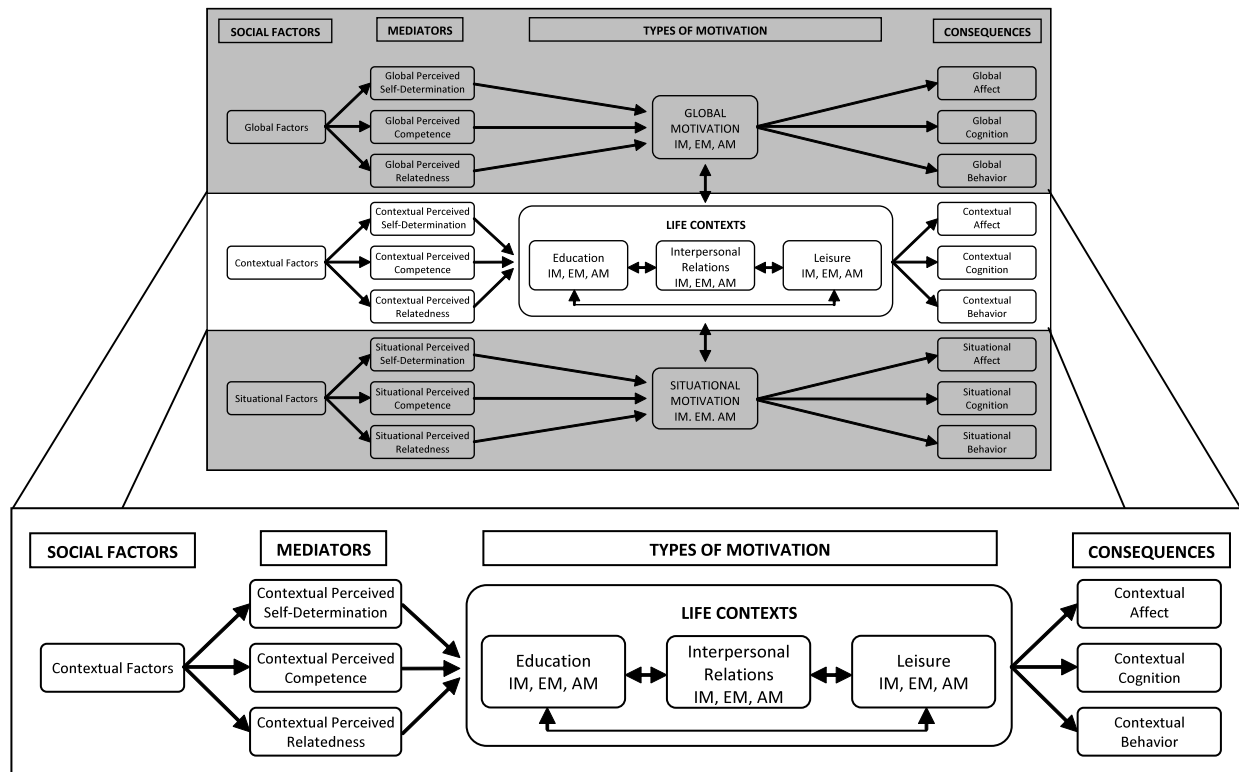 SOCIAL FACTORS
MEDIATORS
TYPES OF MOTIVATION
CONSEQUENCES
Global Factors
Global Perceived
Self-Determination
Global Perceived
Competence
Global Perceived
Relatedness
GLOBAL
MOTIVATION
IM, EM, AM
Global
Affect
Global
Cognition
Global
Behavior
Contextual Factors
Contextual Perceived
Self-Determination
Contextual Perceived
Competence
Contextual Perceived
Relatedness
LIFE CONTEXTS
Education
IM, EM, AM
Interpersonal
Relations
IM, EM, AM
Leisure
IM, EM, AM
Contextual
Affect
Contextual
Cognition
Contextual
Behavior
Situational Factors
Situational Perceived
Self-Determination
Situational Perceived
Competence
Situational Perceived
Relatedness
SITUATIONAL
MOTIVATION
IM. EM. AM
Situational
Affect
Situational
Cognition
Situational
Behavior
SOCIAL FACTORS
MEDIATORS
TYPES OF MOTIVATION
CONSEQUENCES
Contextual Factors
Contextual Perceived
Self-Determination
Contextual Perceived
Competence
Contextual Perceived
Relatedness
LIFE CONTEXTS
Education
IM, EM, AM
Interpersonal
Relations
IM, EM, AM
Leisure
IM, EM, AM
Contextual
Affect
Contextual
Cognition
Contextual
Behavior